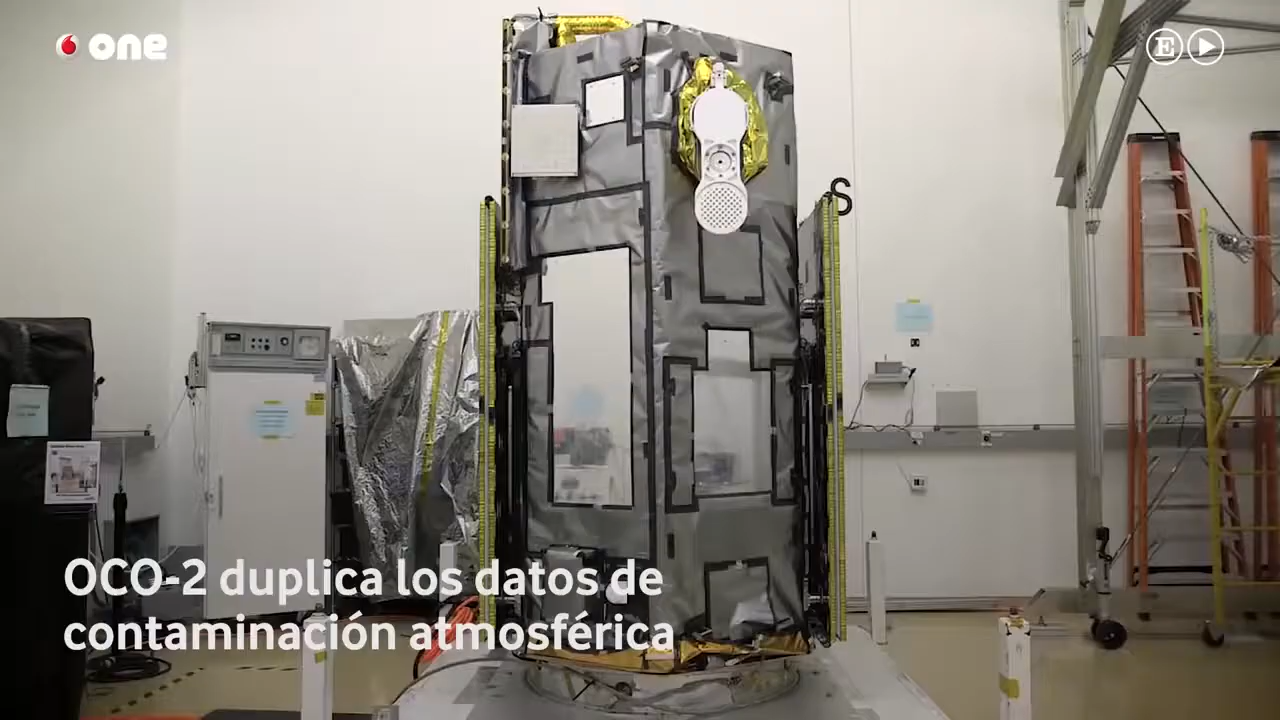 one
E
OCO-2 duplica los datos de
contaminación atmosférica